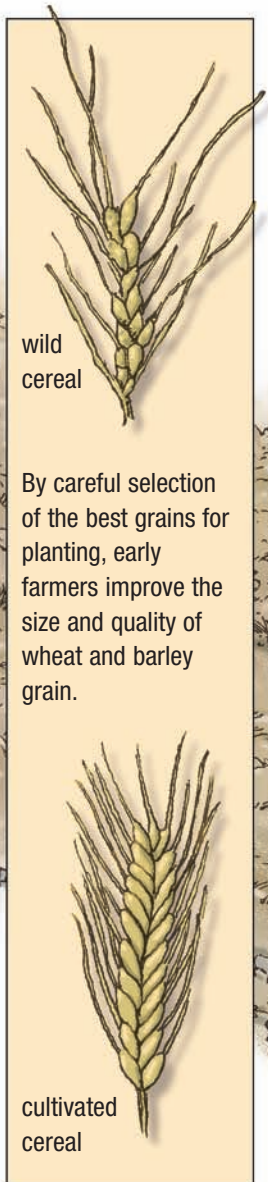 wild
cereal
By careful selection
of the best grains for
planting, early
farmers improve the
size and quality of
wheat and barley
grain.
cultivated
cereal